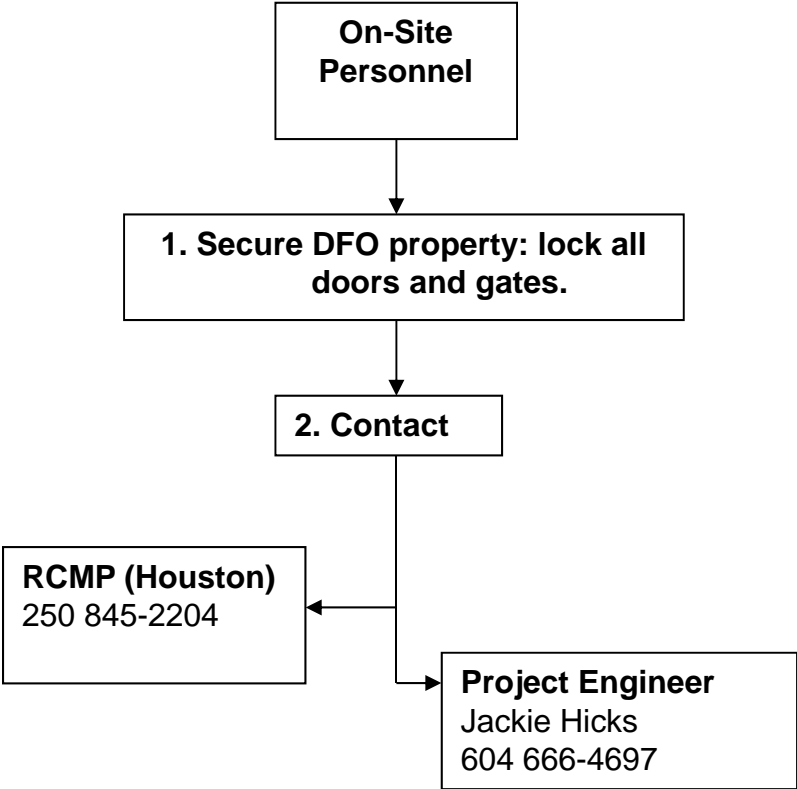 On-Site
Personnel
1. Secure DFO property: lock all
doors and gates.
2. Contact
RCMP (Houston)
250 845-2204
Project Engineer
Jackie Hicks
604 666-4697